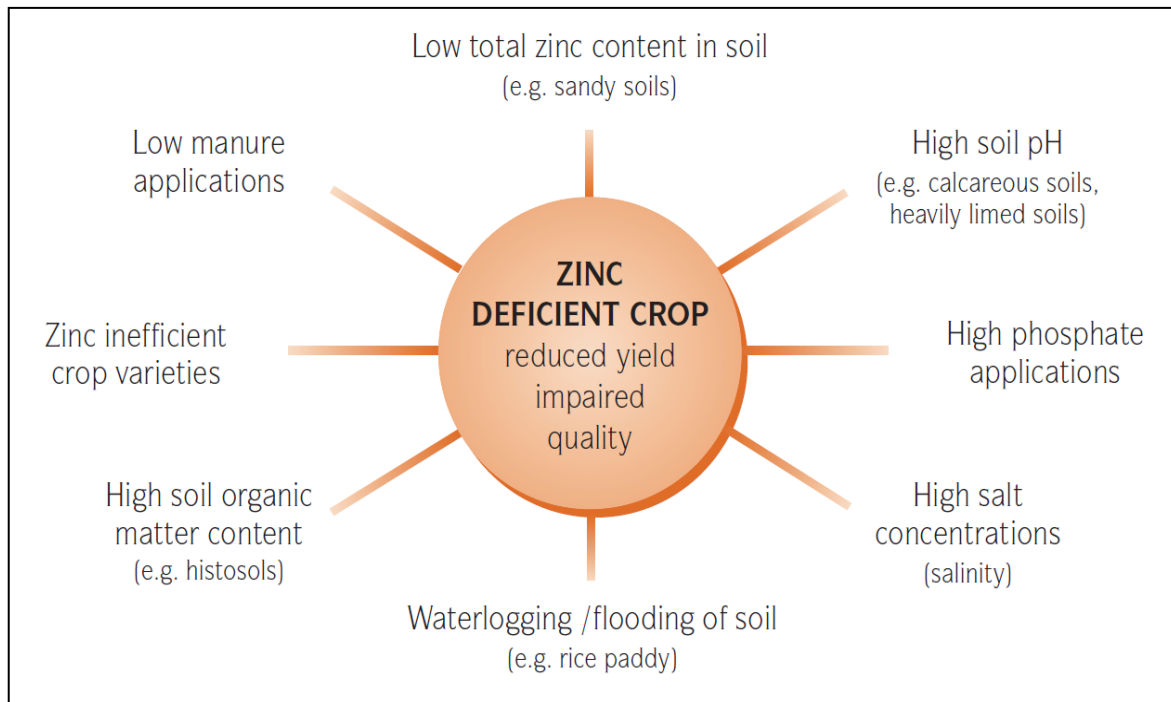 Low total zinc content in soil
(e.g. sandy soils)
Low manure
applications
High soil pH
(e.g. calcareous soils,
heavily limed soils)
ZINC
DEFICIENT CROP
reduced yield
impaired
quality
Zinc inefficient
crop varieties
High phosphate
applications
High soil organic
matter content
(e.g. histosols)
High salt
concentrations
(salinity)
Waterlogging /flooding of soil
(e.g. rice paddy)